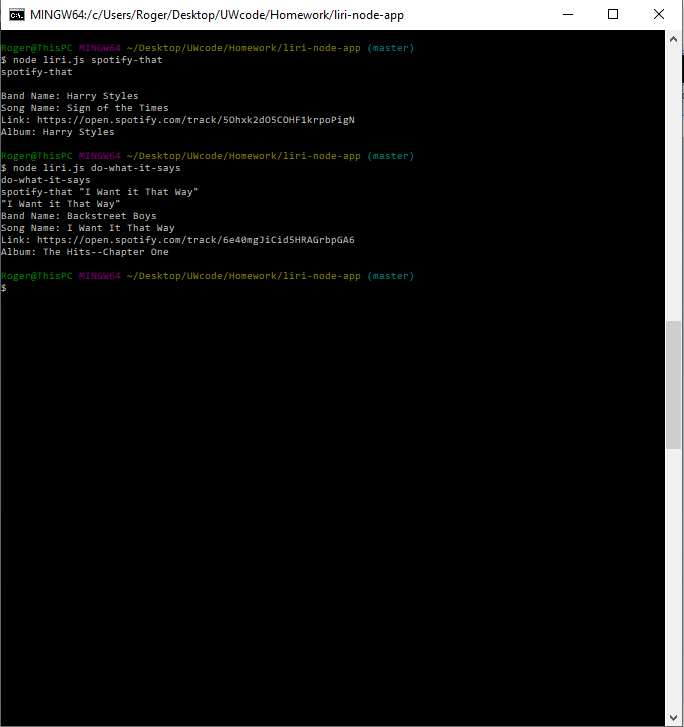 MINGW64:/c/Users/Roger/Desktop/UWcode/Homework/liri-node-app
Roger@ThisPC MINGW64 ~/Desktop/UWcode/Homework/liri-node-app (master)
$ node liri.js spotify-that
spotify-that
Band Name: Harry Styles
Song Name: Sign of the Times
Link: https://open.spotify.com/track/5Ohxk2dO5COHF1krpoPigN
Album: Harry Styles
Roger@ThisPC MINGW64 ~/Desktop/UWcode/Homework/liri-node-app (master)
$ node liri.js do-what-it-says
do-what-it-says
spotify-that "I Want it That Way"
"I Want it That Way"
Band Name: Backstreet Boys
Song Name: I Want It That Way
Link: https://open.spotify.com/track/6e40mgJiCid5HRAGrbpGA6
Album: The Hits--Chapter One
Roger@ThisPC MINGW64 ~/Desktop/UWcode/Homework/liri-node-app (master)
$